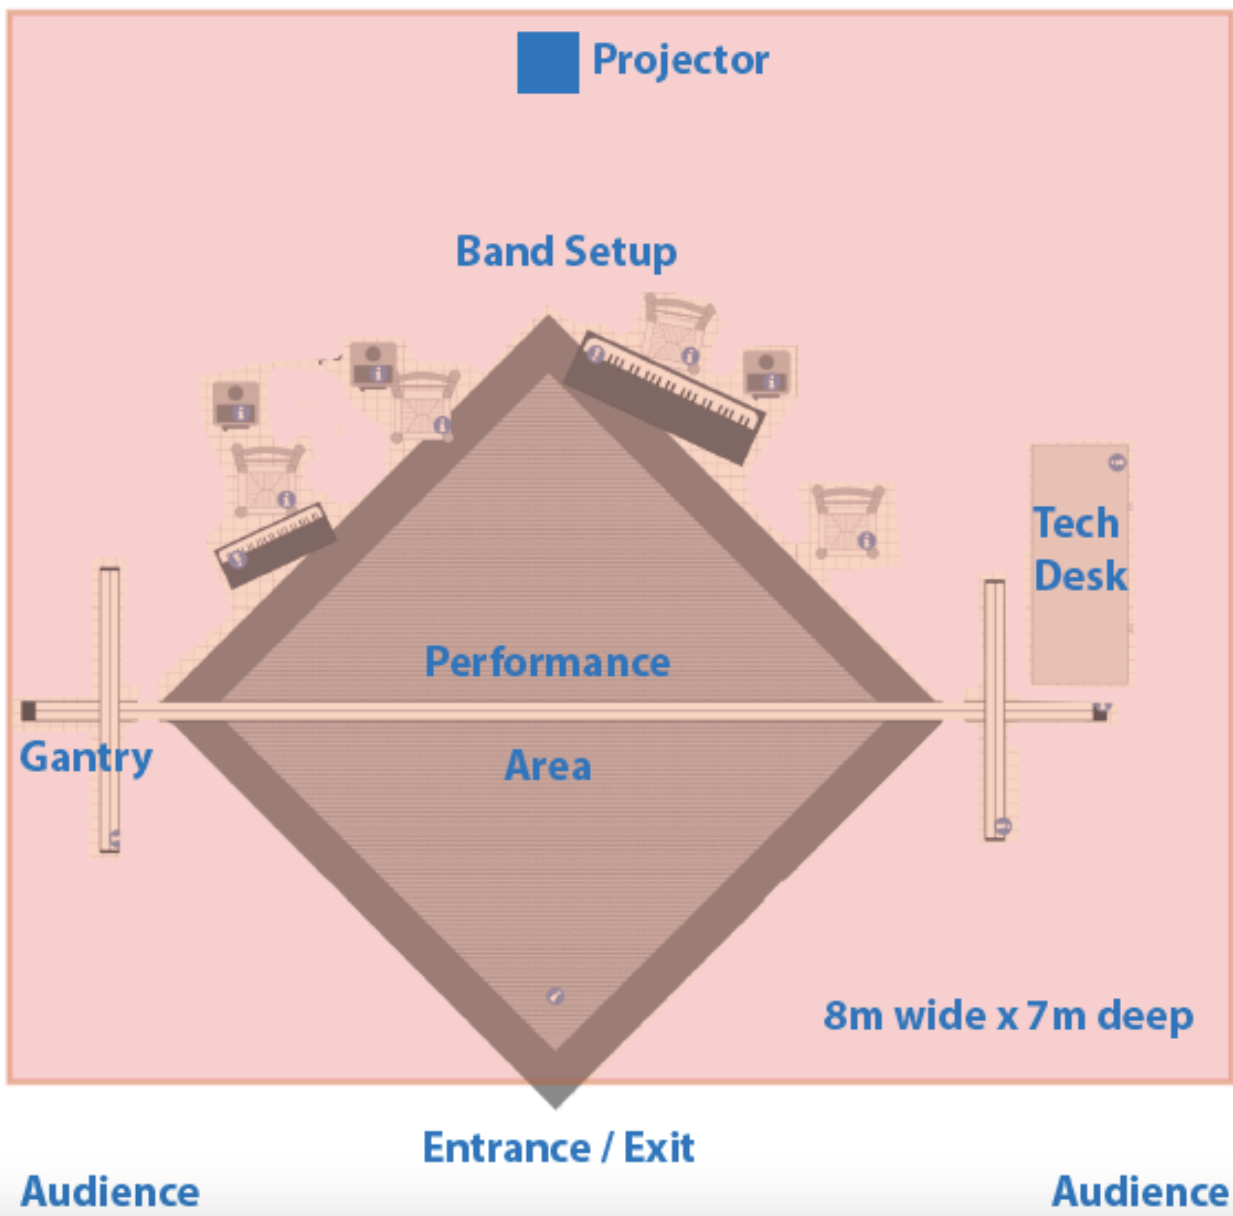 Projector
Band Setup
Tech
Desk
Performance
Gantry
Area
8m wide x 7m deep
Entrance / Exit
Audience
Audience